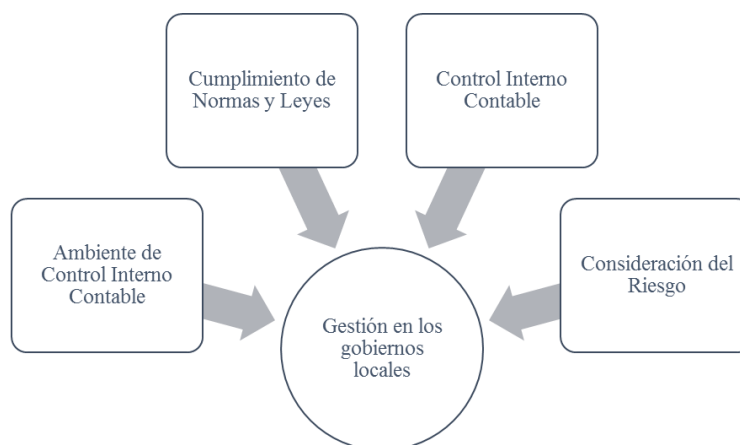 Cumplimiento de
Normas y Leyes
Control Interno
Contable
Ambiente de
Control Interno
Contable
Consideración del
Riesgo
Gestión en los
gobiernos
locales